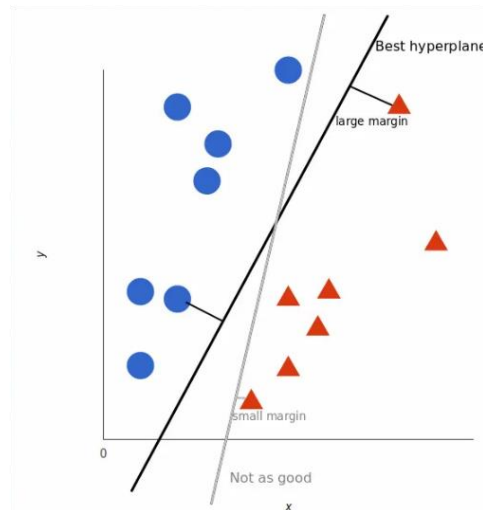 Best hyperplane
large margin
y
small margin
0
Not as good
x